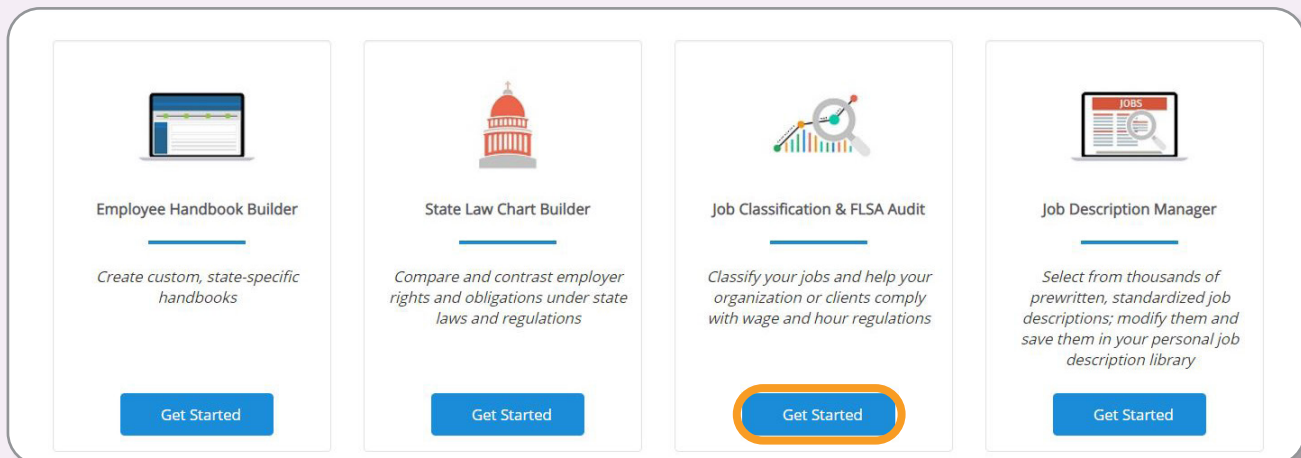 Employee Handbook Builder
Create custom, state-specific
handbooks
Get Started
State Law Chart Builder
Compare and contrast employer
rights and obligations under state
laws and regulations
Get Started
Job Classification & FLSA Audit
Classify your jobs and help your
organization or clients comply
with wage and hour regulations
Get Started
JOBS
Job Description Manager
Select from thousands of
prewritten, standardized job
descriptions; modify them and
save them in your personal job
description library
Get Started